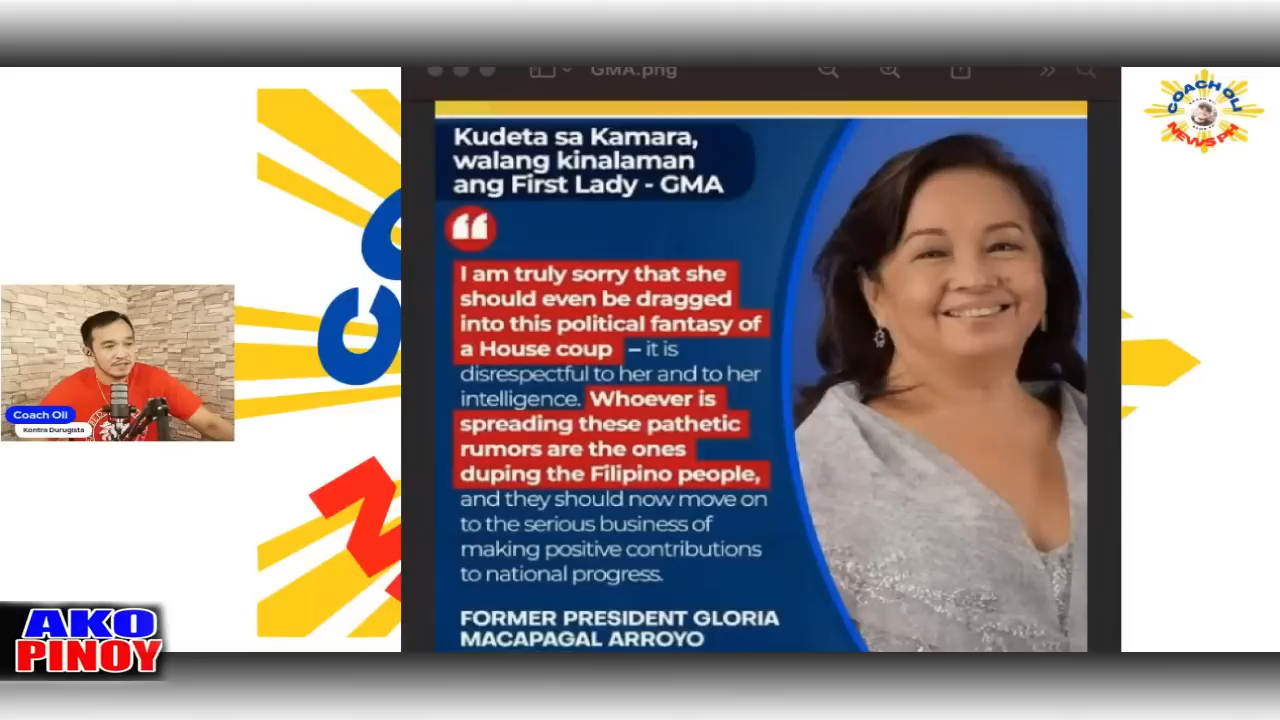 GMA.png
COACH OLI
NEWS PH
Kudeta sa Kamara,
walang kinalaman
ang First Lady - GMA
I am truly sorry that she
should even be dragged
into this political fantasy of
a House coup – it is
disrespectful to her and to her
intelligence. Whoever is
spreading these pathetic
rumors are the ones
duping the Filipino people,
and they should now move on
to the serious business of
making positive contributions
to national progress.
FORMER PRESIDENT GLORIA
MACAPAGAL ARROYO
Coach Oli
Kontra Durugista
AKO
PINOY